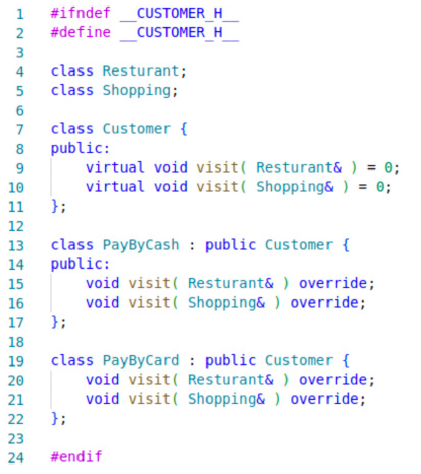 1 #ifndef __CUSTOMER_H__
2 #define __CUSTOMER_H__
3
4 class Resturant;
5 class Shopping;
6
7 class Customer {
8 public:
9     virtual void visit( Resturant& ) = 0;
10     virtual void visit( Shopping& ) = 0;
11 };
12
13 class PayByCash : public Customer {
14 public:
15     void visit( Resturant& ) override;
16     void visit( Shopping& ) override;
17 };
18
19 class PayByCard : public Customer {
20     void visit( Resturant& ) override;
21     void visit( Shopping& ) override;
22 };
23
24 #endif